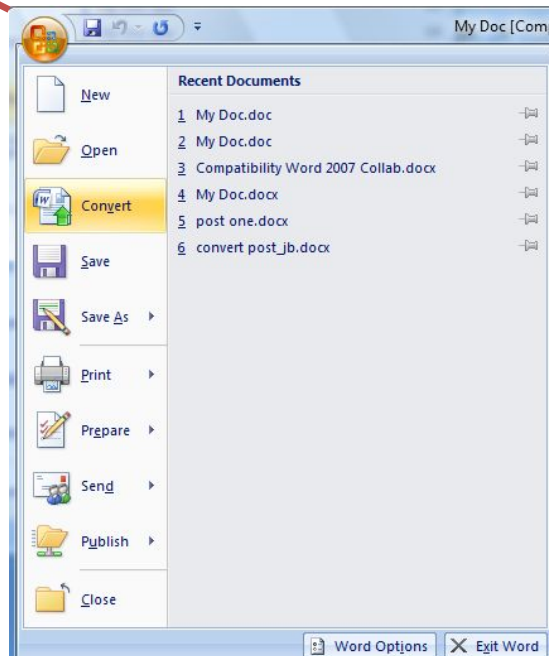 My Doc [Com
New
Open
Convert
Save
Save As
Print
Prepare
Send
Publish
Close
Recent Documents
1 My Doc.doc
2 My Doc.doc
3 Compatibility Word 2007 Collab.docx
4 My Doc.docx
5 post one.docx
6 convert post_jb.docx
Word Options
Exit Word